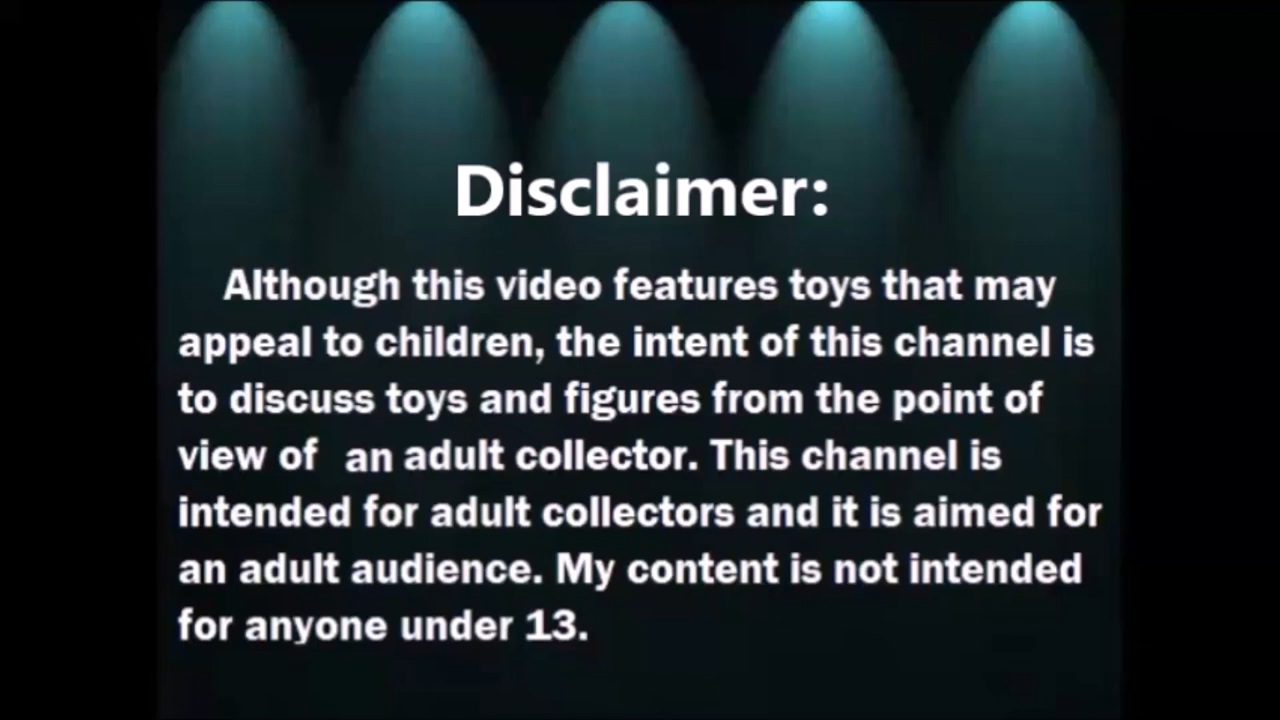 Disclaimer:
Although this video features toys that may
appeal to children, the intent of this channel is
to discuss toys and figures from the point of
view of an adult collector. This channel is
intended for adult collectors and it is aimed for
an adult audience. My content is not intended
for anyone under 13.